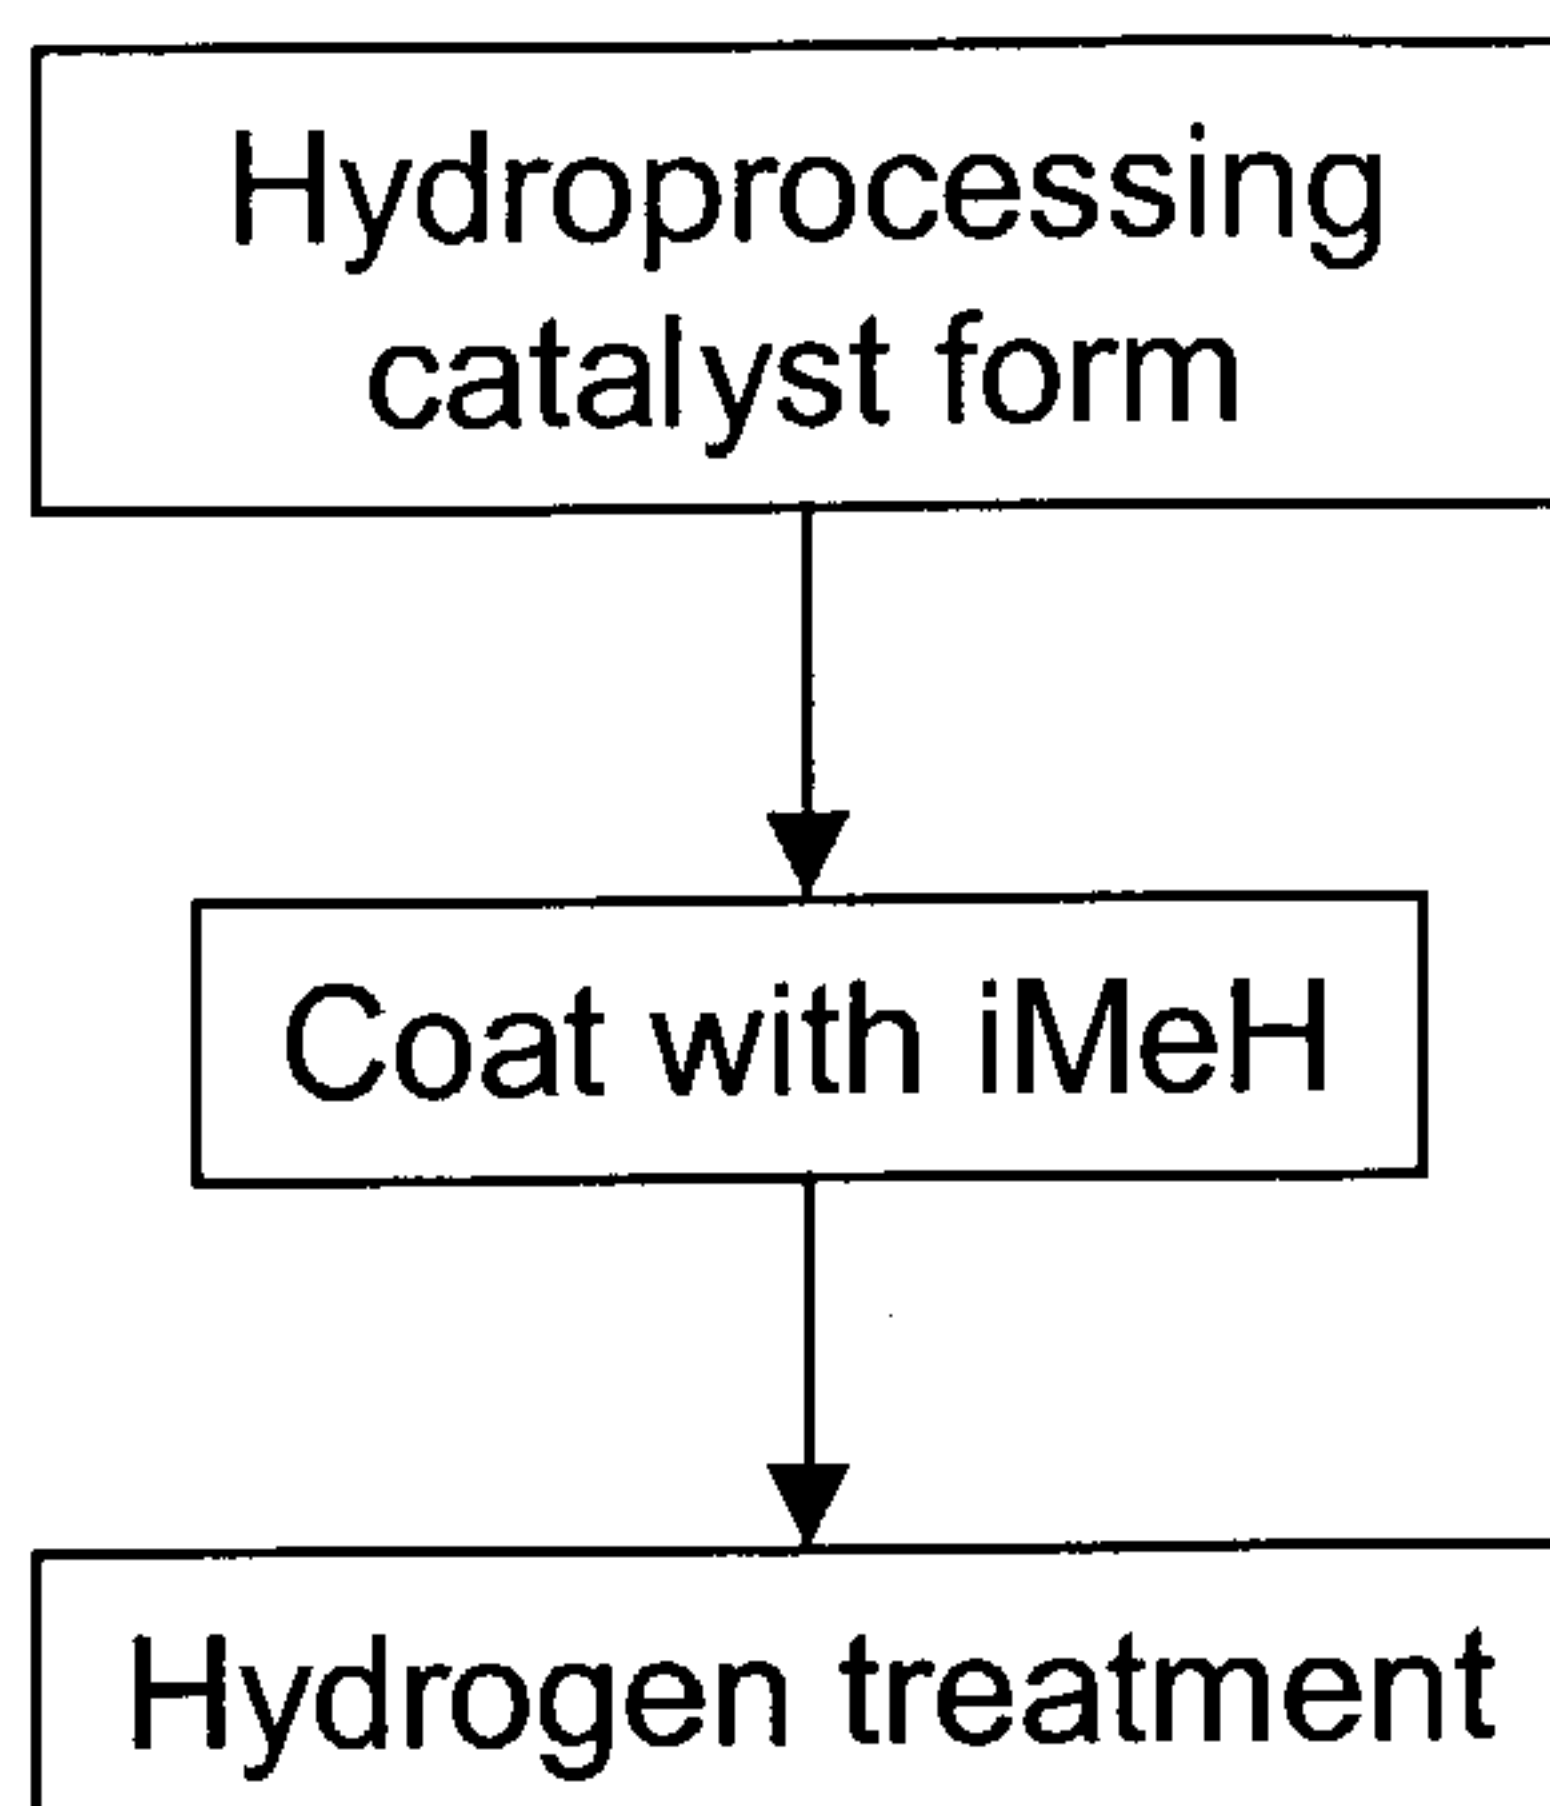 Hydroprocessing
catalyst form
Coat with iMeH
Hydrogen treatment